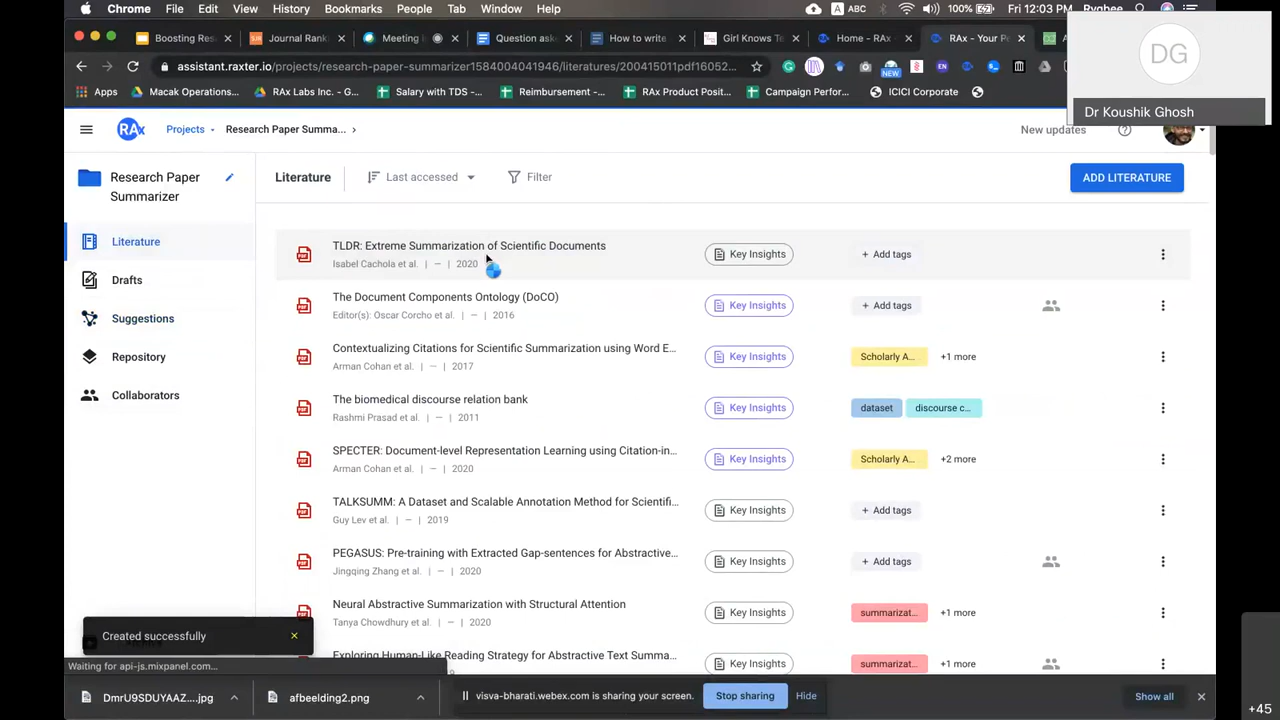 Chrome File Edit View History Bookmarks People Tab Window Help
ABC 100% Fri 12:03 PM Rygbee
Boosting Res
Journal Rank
Meeting i
Question aske
How to write
Girl Knows Te
Home - RAx
RAx - Your P
assistant.raxter.io/projects/research-paper-summariz
4004041946/literatures/200415011pdf16052...
NEW
EN
DG
Dr Koushik Ghosh
Apps
Macak Operations...
RAx Labs Inc. - G...
Salary with TDS-...
Reimbursement -...
RAx Product Posit...
Campaign Perfor...
ICICI Corporate
RAx
Projects
Research Paper Summa... ›
New updates
Research Paper
Summarizer
Literature
Drafts
Suggestions
Repository
Collaborators
Literature
Last accessed
Filter
ADD LITERATURE
TLDR: Extreme Summarization of Scientific Documents
Isabel Cachola et al. | — | 2020
Key Insights
+ Add tags
The Document Components Ontology (DoCO)
Editor(s): Oscar Corcho et al. | — | 2016
Key Insights
+ Add tags
Contextualizing Citations for Scientific Summarization using Word E...
Arman Cohan et al. | — | 2017
Key Insights
Scholarly A... +1 more
The biomedical discourse relation bank
Rashmi Prasad et al. | — | 2011
Key Insights
dataset discourse c...
SPECTER: Document-level Representation Learning using Citation-in...
Arman Cohan et al. | — | 2020
Key Insights
Scholarly A... +2 more
TALKSUMM: A Dataset and Scalable Annotation Method for Scientifi...
Guy Lev et al. | — | 2019
Key Insights
+ Add tags
PEGASUS: Pre-training with Extracted Gap-sentences for Abstractive...
Jingqing Zhang et al. | — | 2020
Key Insights
+ Add tags
Neural Abstractive Summarization with Structural Attention
Tanya Chowdhury et al. | — | 2020
Key Insights
summarizat... +1 more
Exploring Human-Like Reading Strategy for Abstractive Text Summa...
Key Insights
summarizat... +1 more
Created successfully ×
Waiting for api-js.mixpanel.com...
DmrU9SDUYAAZ....jpg
afbeelding2.png
visva-bharati.webex.com is sharing your screen.
Stop sharing
Hide
Show all
+45